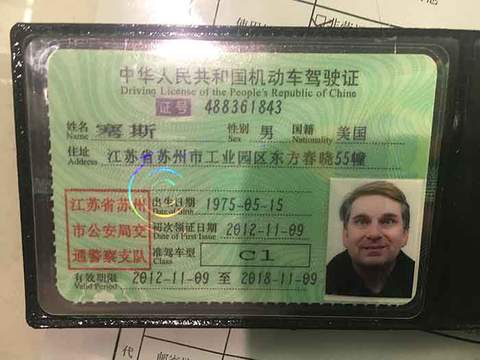 中华人民共和国机动车驾驶证
Driving License of the People's Republic of China
证号 488361843
姓名 塞斯 性别 男 国籍 美国
Name Sex Nationality
住址 江苏省苏州市工业园区东方春晓55幢
Address
出生日期 1975-05-15
Date of Birth
初次领证日期 2012-11-09
Date of First Issue
准驾车型 C1
Class
江苏省苏州
市公安局交
通警察支队
有效期限 2012-11-09 至 2018-11-09
Valid Period